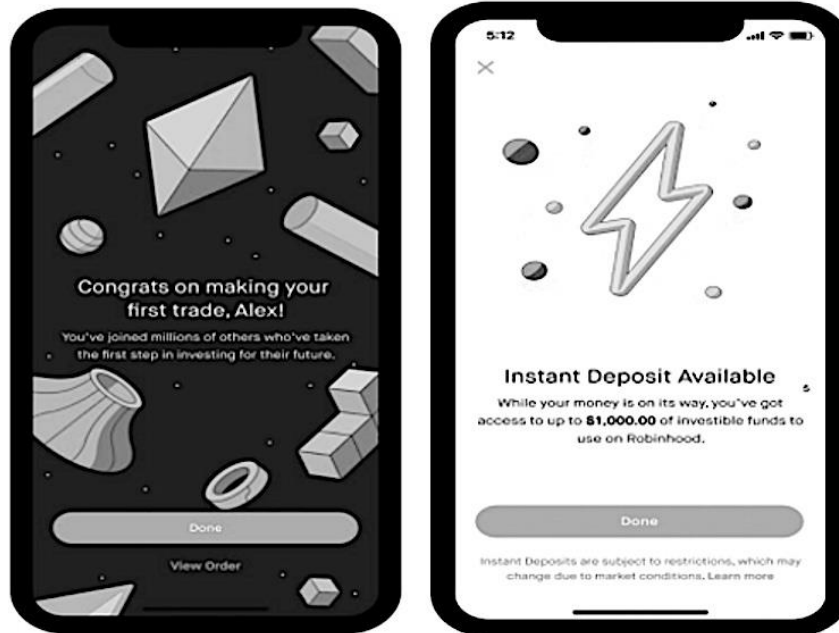 Congrats on making your
first trade, Alex!
You've joined millions of others who've taken
the first step in investing for their future.
Done
View Order
5:12
Instant Deposit Available
While your money is on its way, you've got
access to up to $1,000.00 of investible funds to
use on Robinhood.
Done
Instant Deposits are subject to restrictions, which may
change due to market conditions. Learn more